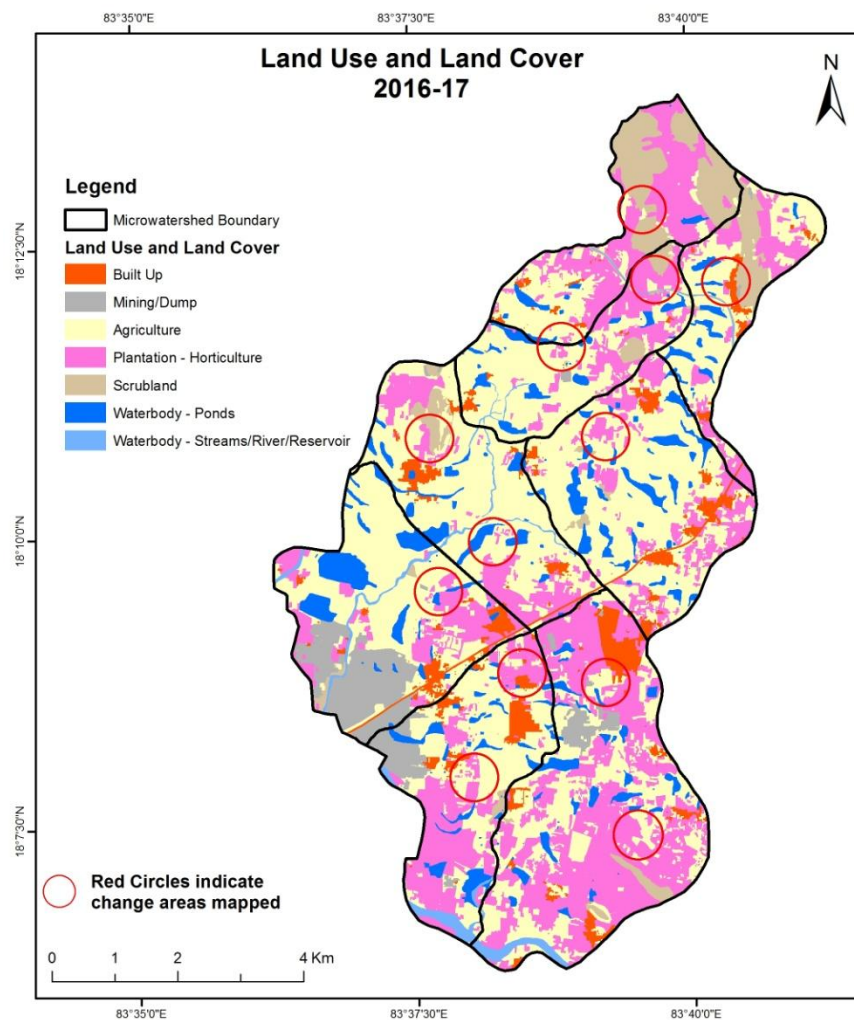 83°35'0"E
83°37'30"E
83°40'0"E
Land Use and Land Cover
2016-17
N
Legend
Microwatershed Boundary
Land Use and Land Cover
Built Up
Mining/Dump
Agriculture
Plantation - Horticulture
Scrubland
Waterbody - Ponds
Waterbody - Streams/River/Reservoir
18°12'30"N
18°10'0"N
18°7'30"N
Red Circles indicate
change areas mapped
0 1 2 4 Km
83°35'0"E
83°37'30"E
83°40'0"E